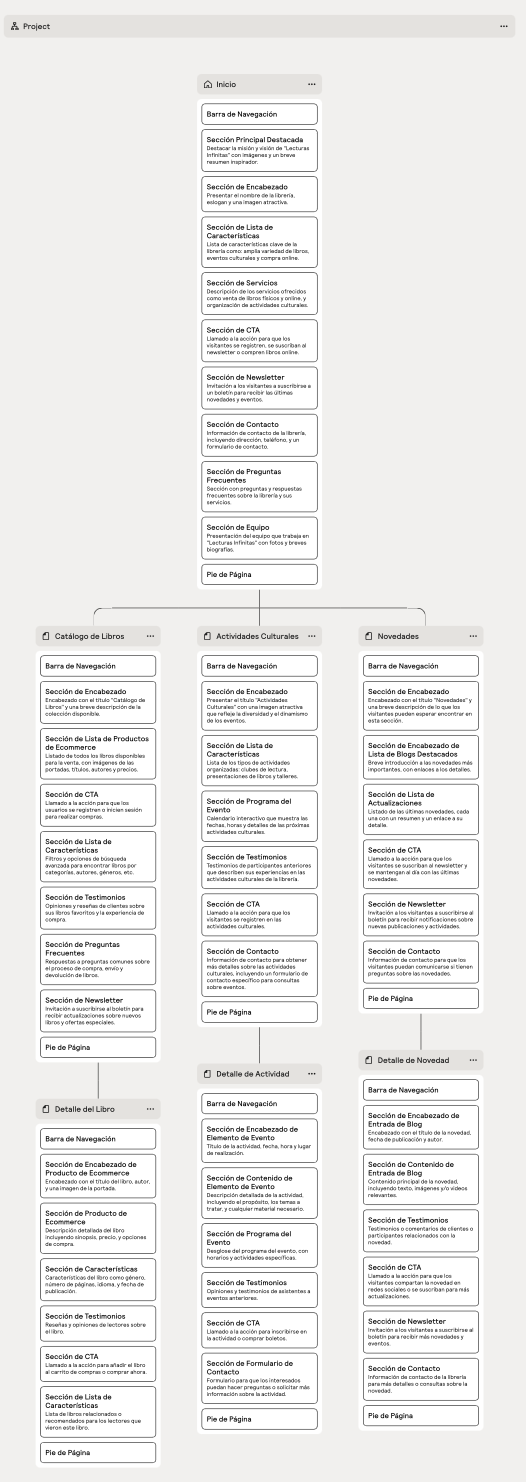 Project
Inicio
Barra de Navegación
Sección Principal Destacada
Destacar la misión y visión de "Lecturas
Infinitas" con imágenes y un breve
resumen inspirador.
Sección de Encabezado
Presentar el nombre de la librería,
eslogan y una imagen atractiva.
Sección de Lista de
Características
Lista de características clave de la
librería como: amplia variedad de libros,
eventos culturales y compra online.
Sección de Servicios
Descripción de los servicios ofrecidos
como venta de libros físicos y online, y
organización de actividades culturales.
Sección de CTA
Llamado a la acción para que los
visitantes se registren, se suscriban al
newsletter o compren libros online.
Sección de Newsletter
Invitación a los visitantes a suscribirse a
un boletín para recibir las últimas
novedades y eventos.
Sección de Contacto
Información de contacto de la librería,
incluyendo dirección, teléfono, y un
formulario de contacto.
Sección de Preguntas
Frecuentes
Sección con preguntas y respuestas
frecuentes sobre la librería y sus
servicios.
Sección de Equipo
Presentación del equipo que trabaja en
"Lecturas Infinitas" con fotos y breves
biografías.
Pie de Página
Catálogo de Libros
Barra de Navegación
Sección de Encabezado
Encabezado con el título "Catálogo de
Libros" y una breve descripción de la
colección disponible.
Sección de Lista de Productos
de Ecommerce
Listado de todos los libros disponibles
para la venta, con imágenes de las
portadas, títulos, autores y precios.
Sección de CTA
Llamado a la acción para que los
usuarios se registren o inicien sesión
para realizar compras.
Sección de Lista de
Características
Filtros y opciones de búsqueda
avanzada para encontrar libros por
categorías, autores, géneros, etc.
Sección de Testimonios
Opiniones y reseñas de clientes sobre
sus libros favoritos y la experiencia de
compra.
Sección de Preguntas
Frecuentes
Respuestas a preguntas comunes sobre
el proceso de compra, envío y
devolución de libros.
Sección de Newsletter
Invitación a suscribirse al boletín para
recibir actualizaciones sobre nuevos
libros y ofertas especiales.
Pie de Página
Actividades Culturales
Barra de Navegación
Sección de Encabezado
Presentar el título "Actividades
Culturales" con una imagen atractiva
que refleje la diversidad y el dinamismo
de los eventos.
Sección de Lista de
Características
Lista de los tipos de actividades
organizadas: clubes de lectura,
presentaciones de libros y talleres.
Sección de Programa del
Evento
Calendario interactivo que muestra las
fechas, horas y detalles de las próximas
actividades culturales.
Sección de Testimonios
Testimonios de participantes anteriores
que describen sus experiencias en las
actividades culturales de la librería.
Sección de CTA
Llamado a la acción para que los
visitantes se registren en las
actividades culturales.
Sección de Contacto
Información de contacto para obtener
más detalles sobre las actividades
culturales, incluyendo un formulario de
contacto específico para consultas
sobre eventos.
Pie de Página
Novedades
Barra de Navegación
Sección de Encabezado
Encabezado con el título "Novedades" y
una breve descripción de lo que los
visitantes pueden esperar encontrar en
esta sección.
Sección de Encabezado de
Lista de Blogs Destacados
Breve introducción a las novedades más
importantes, con enlaces a los detalles.
Sección de Lista de
Actualizaciones
Listado de las últimas novedades, cada
una con un resumen y un enlace a su
detalle.
Sección de CTA
Llamado a la acción para que los
visitantes se suscriban al newsletter y
se mantengan al día con las últimas
novedades.
Sección de Newsletter
Invitación a los visitantes a suscribirse al
boletín para recibir notificaciones sobre
nuevas publicaciones y actividades.
Sección de Contacto
Información de contacto para que los
visitantes puedan comunicarse si tienen
preguntas sobre las novedades.
Pie de Página
Detalle del Libro
Barra de Navegación
Sección de Encabezado de
Producto de Ecommerce
Encabezado con el título del libro, autor,
y una imagen de la portada.
Sección de Producto de
Ecommerce
Descripción detallada del libro
incluyendo sinopsis, precio, y opciones
de compra.
Sección de Características
Características del libro como género,
número de páginas, idioma, y fecha de
publicación.
Sección de Testimonios
Reseñas y opiniones de lectores sobre
el libro.
Sección de CTA
Llamado a la acción para añadir el libro
al carrito de compras o comprar ahora.
Sección de Lista de
Características
Lista de libros relacionados o
recomendados para los lectores que
vieron este libro.
Pie de Página
Detalle de Actividad
Barra de Navegación
Sección de Encabezado de
Elemento de Evento
Título de la actividad, fecha, hora y lugar
de realización.
Sección de Contenido de
Elemento de Evento
Descripción detallada de la actividad,
incluyendo el propósito, los temas a
tratar, y cualquier material necesario.
Sección de Programa del
Evento
Desglose del programa del evento, con
horarios y actividades específicas.
Sección de Testimonios
Opiniones y testimonios de asistentes a
eventos anteriores.
Sección de CTA
Llamado a la acción para inscribirse en
la actividad o comprar boletos.
Sección de Formulario de
Contacto
Formulario para que los interesados
puedan hacer preguntas o solicitar más
información sobre la actividad.
Pie de Página
Detalle de Novedad
Barra de Navegación
Sección de Encabezado de
Entrada de Blog
Encabezado con el título de la novedad,
fecha de publicación y autor.
Sección de Contenido de
Entrada de Blog
Contenido principal de la novedad,
incluyendo texto, imágenes y/o videos
relevantes.
Sección de Testimonios
Testimonios o comentarios de clientes o
participantes relacionados con la
novedad.
Sección de CTA
Llamado a la acción para que los
visitantes compartan la novedad en
redes sociales o se suscriban para más
actualizaciones.
Sección de Newsletter
Invitación a los visitantes a suscribirse al
boletín para recibir más novedades y
eventos.
Sección de Contacto
Información de contacto de la librería
para más detalles o consultas sobre la
novedad.
Pie de Página